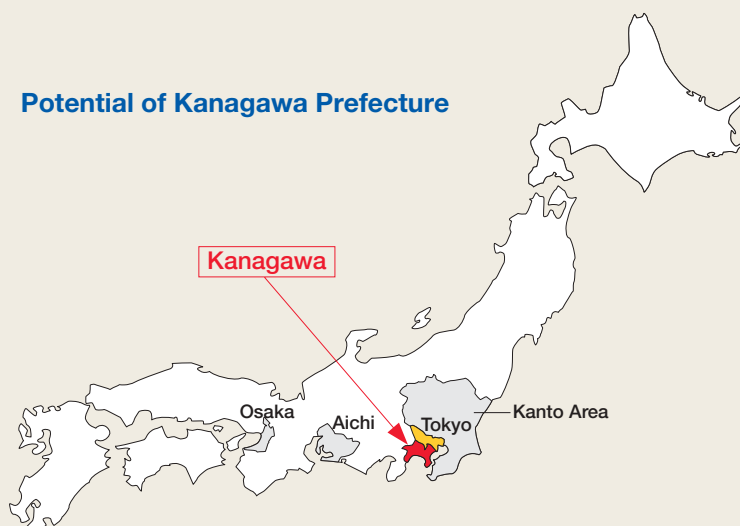 Potential of Kanagawa Prefecture
Kanagawa
Osaka
Aichi
Tokyo
Kanto Area